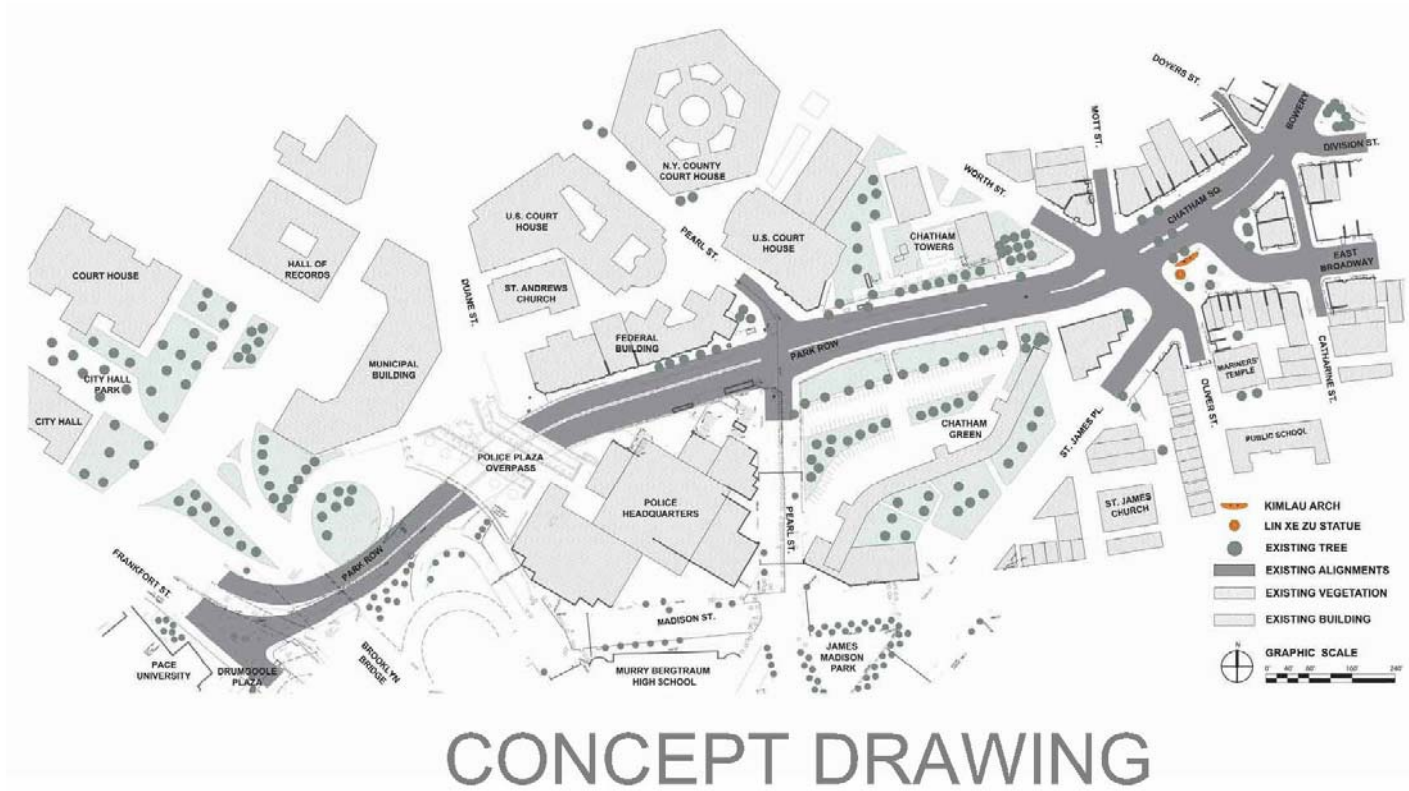 DOYERS ST.
BOWERY
MOTT ST.
DIVISION ST.
N.Y. COUNTY
COURT HOUSE
WORTH ST.
CHATHAM SQ.
U.S. COURT
HOUSE
PEARL ST.
U.S. COURT
HOUSE
CHATHAM
TOWERS
COURT HOUSE
HALL OF
RECORDS
EAST
BROADWAY
DUANE ST.
ST. ANDREWS
CHURCH
FEDERAL
BUILDING
PARK ROW
MUNICIPAL
BUILDING
CITY HALL
PARK
CITY HALL
MARINERS'
TEMPLE
CATHARINE ST.
OLIVER ST.
ST. JAMES PL.
CHATHAM
GREEN
PUBLIC SCHOOL
POLICE PLAZA
OVERPASS
POLICE
HEADQUARTERS
PEARL ST.
ST. JAMES
CHURCH
PARK ROW
FRANKFORT ST.
PACE
UNIVERSITY
DRUMGOOLE
PLAZA
BROOKLYN
BRIDGE
MADISON ST.
MURRY BERGTRAUM
HIGH SCHOOL
JAMES
MADISON
PARK
KIMLAU ARCH
LIN XE ZU STATUE
EXISTING TREE
EXISTING ALIGNMENTS
EXISTING VEGETATION
EXISTING BUILDING
N
GRAPHIC SCALE
0' 40' 80' 160' 240'
CONCEPT DRAWING